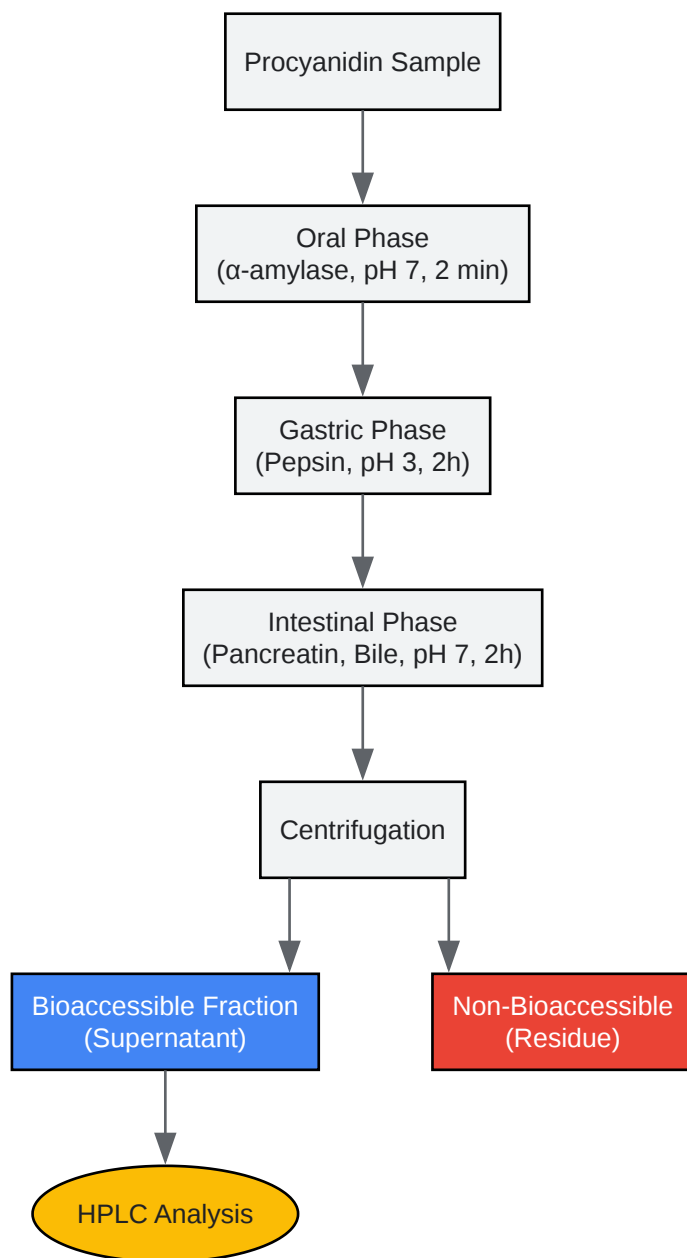 Procyanidin Sample
Oral Phase
(α-amylase, pH 7, 2 min)
Gastric Phase
(Pepsin, pH 3, 2h)
Intestinal Phase
(Pancreatin, Bile, pH 7, 2h)
Centrifugation
Bioaccessible Fraction
(Supernatant)
Non-Bioaccessible
(Residue)
HPLC Analysis